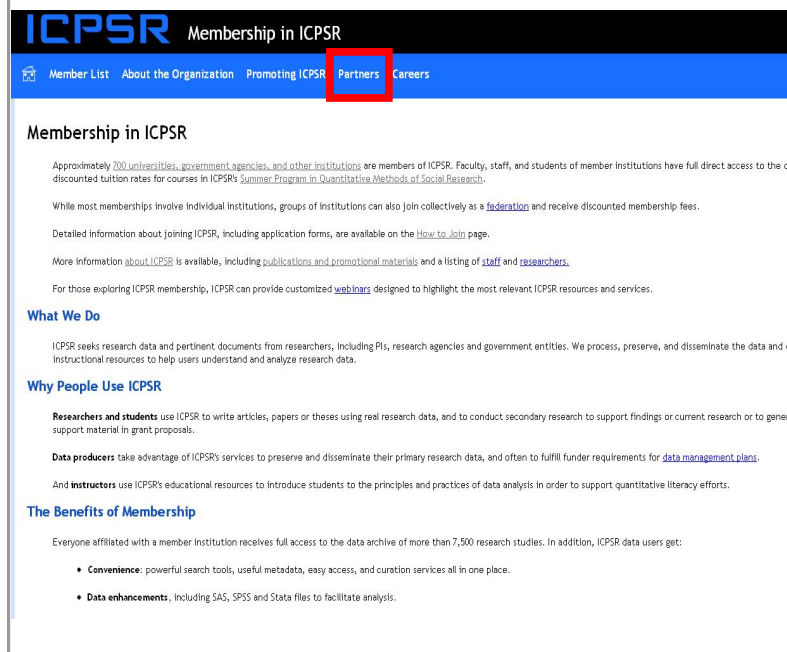 ICPSR Membership in ICPSR
Member List About the Organization Promoting ICPSR Partners Careers
Membership in ICPSR
Approximately 700 universities, government agencies, and other institutions are members of ICPSR. Faculty, staff, and students of member institutions have full direct access to the
discounted tuition rates for courses in ICPSR's Summer Program in Quantitative Methods of Social Research.
While most memberships involve individual institutions, groups of institutions can also join collectively as a federation and receive discounted membership fees.
Detailed information about joining ICPSR, including application forms, are available on the How to Join page.
More information about ICPSR is available, including publications and promotional materials and a listing of staff and researchers.
For those exploring ICPSR membership, ICPSR can provide customized webinars designed to highlight the most relevant ICPSR resources and services.
What We Do
ICPSR seeks research data and pertinent documents from researchers, including PIs, research agencies and government entities. We process, preserve, and disseminate the data and
instructional resources to help users understand and analyze research data.
Why People Use ICPSR
Researchers and students use ICPSR to write articles, papers or theses using real research data, and to conduct secondary research to support findings or current research or to gene
support material in grant proposals.
Data producers take advantage of ICPSR's services to preserve and disseminate their primary research data, and often to fulfill funder requirements for data management plans.
And instructors use ICPSR's educational resources to introduce students to the principles and practices of data analysis in order to support quantitative literacy efforts.
The Benefits of Membership
Everyone affiliated with a member institution receives full access to the data archive of more than 7,500 research studies. In addition, ICPSR data users get:
• Convenience: powerful search tools, useful metadata, easy access, and curation services all in one place.
• Data enhancements, including SAS, SPSS and Stata files to facilitate analysis.